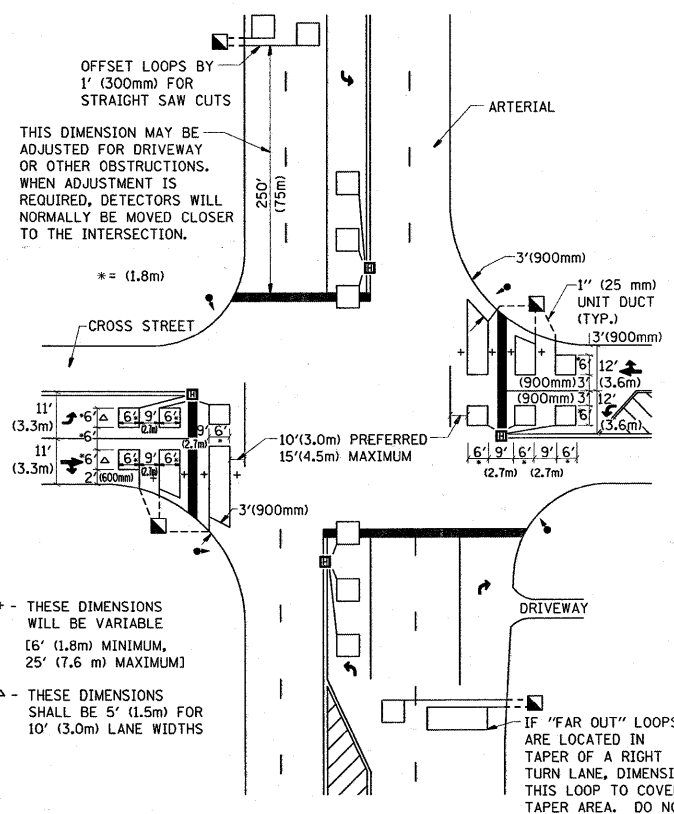 OFFSET LOOPS BY
1' (300mm) FOR
STRAIGHT SAW CUTS
ARTERIAL
THIS DIMENSION MAY BE
ADJUSTED FOR DRIVEWAY
OR OTHER OBSTRUCTIONS.
WHEN ADJUSTMENT IS
REQUIRED, DETECTORS WILL
NORMALLY BE MOVED CLOSER
TO THE INTERSECTION.
250'
(75m)
* = (1.8m)
3'(900mm)
1" (25 mm)
UNIT DUCT
(TYP.)
CROSS STREET
3'(900mm)
*6'
12'
(3.6m)
(900mm) 3'
(900mm) 3'
12'
*6'
(3.6m)
11'
(3.3m)
*6'
6'
9'
6'
(2.7m)
*6'
9'
6'
(2.7m)
*
11'
(3.3m)
*6'
6'
9'
6'
(2.7m)
2'
(600mm)
10'(3.0m) PREFERRED
15'(4.5m) MAXIMUM
6' 9' 6' 9' 6'
* * *
(2.7m) (2.7m)
3'(900mm)
+ - THESE DIMENSIONS
WILL BE VARIABLE
[6' (1.8m) MINIMUM,
25' (7.6 m) MAXIMUM]
DRIVEWAY
△ - THESE DIMENSIONS
SHALL BE 5' (1.5m) FOR
10' (3.0m) LANE WIDTHS
IF "FAR OUT" LOOPS
ARE LOCATED IN
TAPER OF A RIGHT
TURN LANE, DIMENSI
THIS LOOP TO COVE
TAPER AREA. DO NO